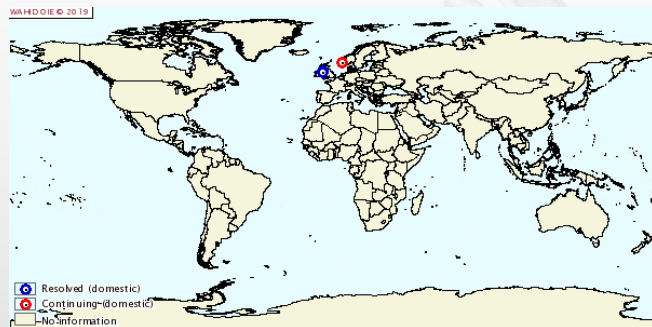 WAHID OIE © 2019
Resolved (domestic)
Continuing (domestic)
No information